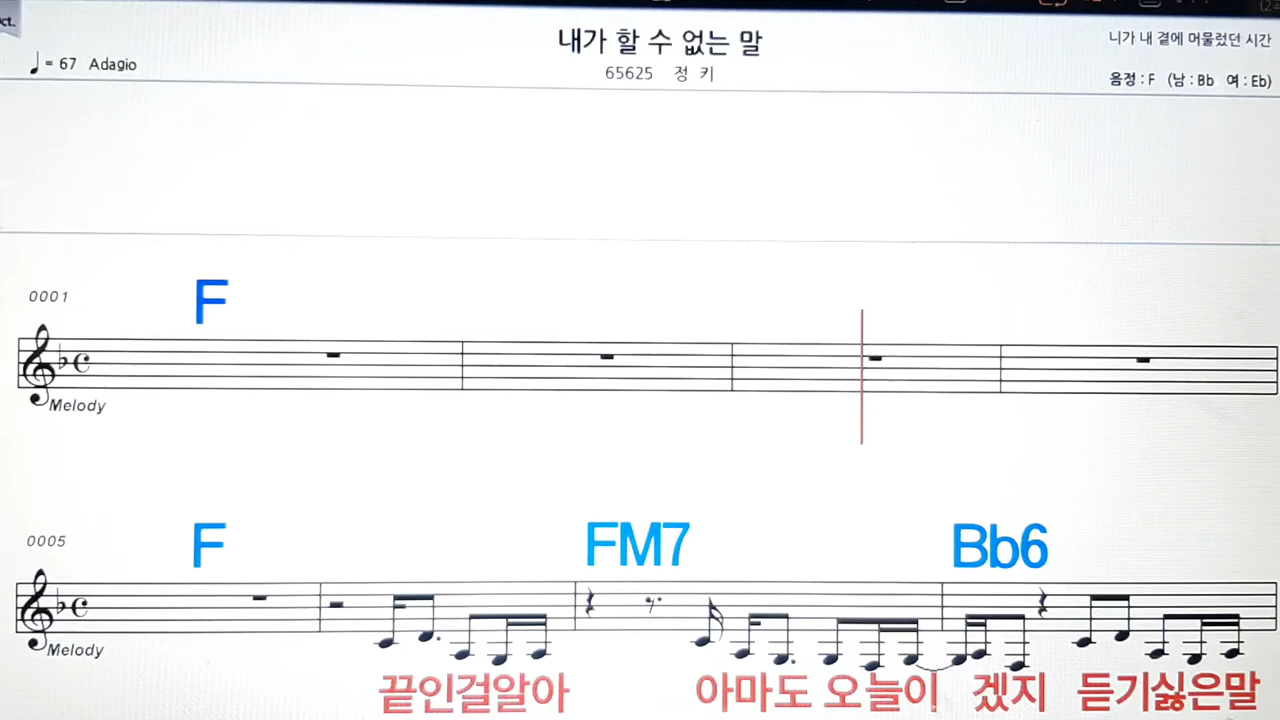 내가 할 수 없는 말
니가 내 곁에 머물렀던 시간
♩= 67 Adagio
65625 정 키
음정 : F (남 : Bb 여 : Eb)
0001
F
Melody
0005
F FM7 Bb6
Melody
끝인걸알아 아마도 오늘이 겠지 듣기싫은말